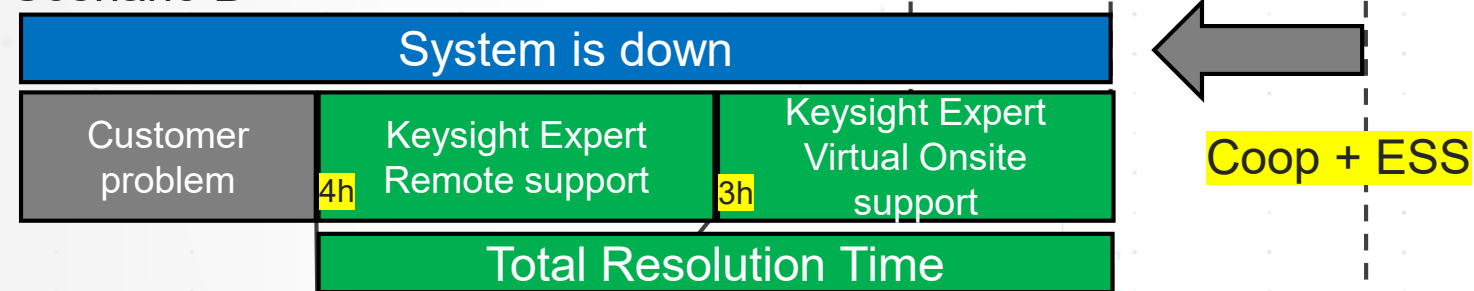 System is down
Customer
problem
4h
Keysight Expert
Remote support
3h
Keysight Expert
Virtual Onsite
support
Coop + ESS
Total Resolution Time